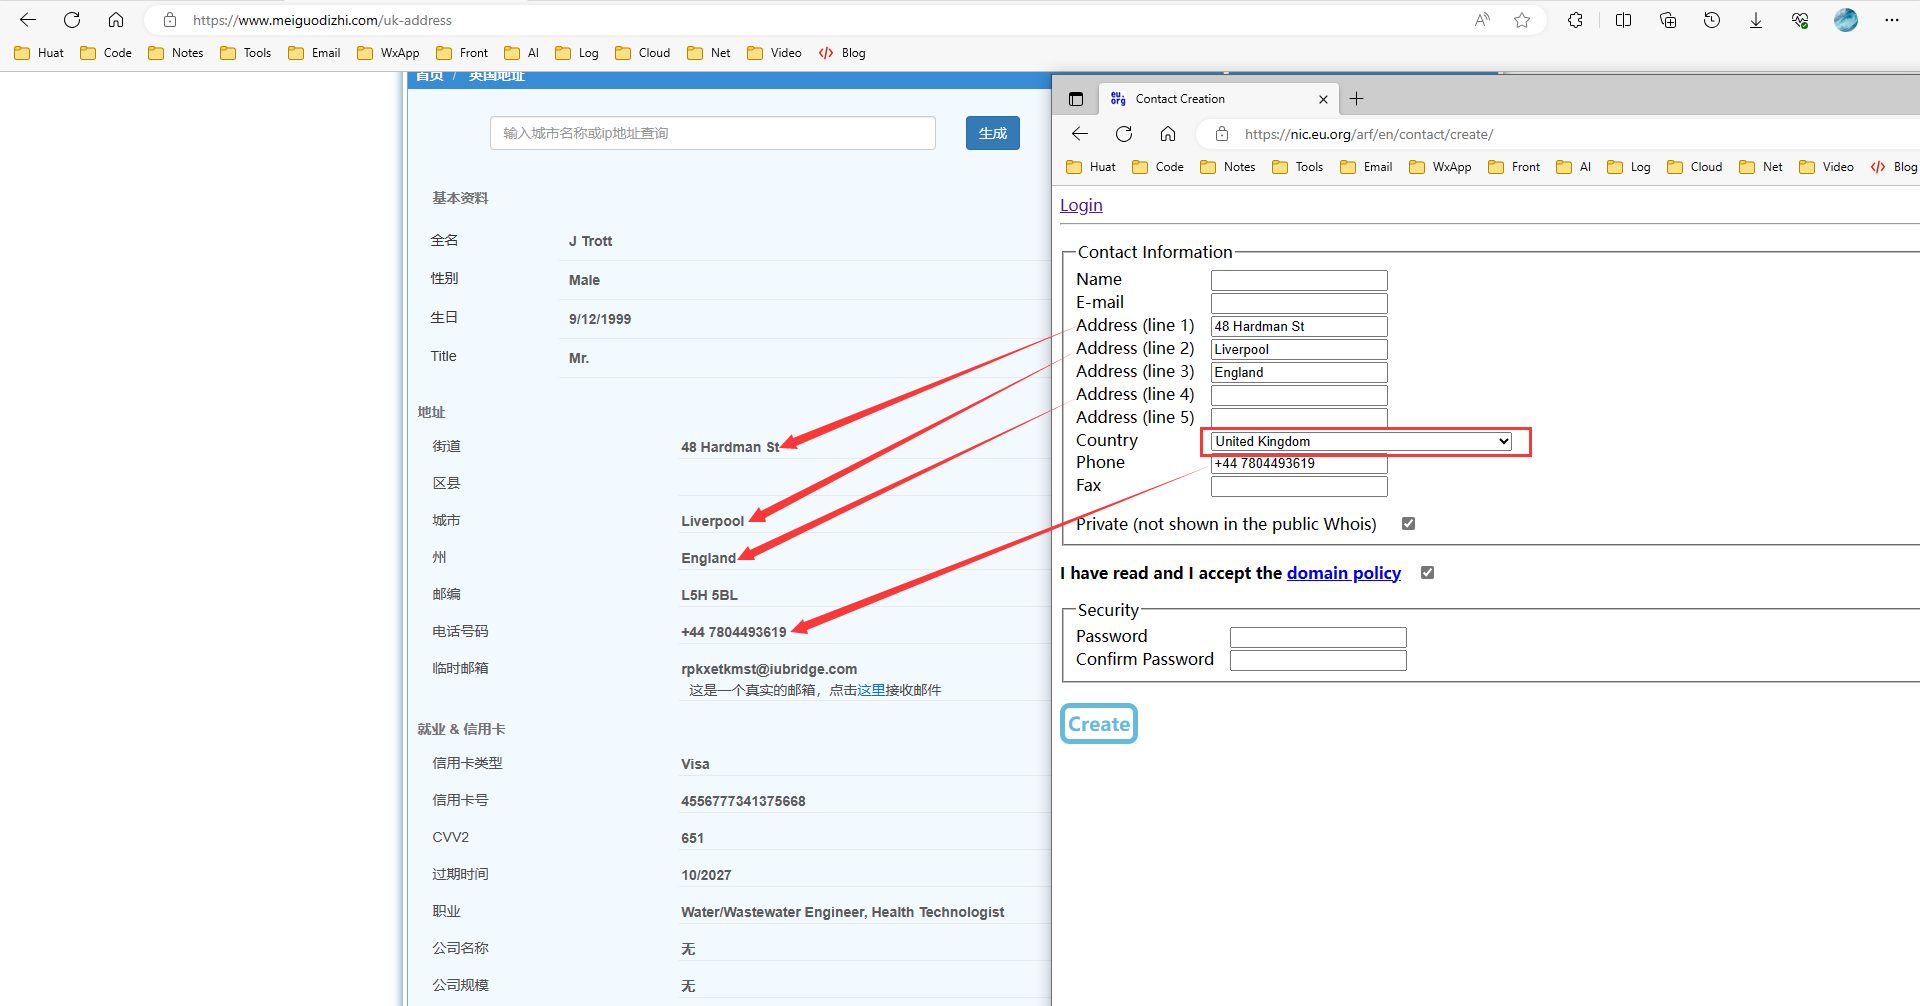 https://www.meiguodizhi.com/uk-address
Huat Code Notes Tools Email WxApp Front AI Log Cloud Net Video Blog
首页 / 英国地址
输入城市名称或ip地址查询
生成
基本资料
全名 J Trott
性别 Male
生日 9/12/1999
Title Mr.
地址
街道 48 Hardman St
区县
城市 Liverpool
州 England
邮编 L5H 5BL
电话号码 +44 7804493619
临时邮箱 rpkxetkmst@iubridge.com
这是一个真实的邮箱，点击这里接收邮件
就业 & 信用卡
信用卡类型 Visa
信用卡号 4556777341375668
CVV2 651
过期时间 10/2027
职业 Water/Wastewater Engineer, Health Technologist
公司名称 无
公司规模 无
eu.
org
Contact Creation
https://nic.eu.org/arf/en/contact/create/
Huat Code Notes Tools Email WxApp Front AI Log Cloud Net Video Blog
Login
Contact Information
Name
E-mail
Address (line 1) 48 Hardman St
Address (line 2) Liverpool
Address (line 3) England
Address (line 4)
Address (line 5)
Country United Kingdom
Phone +44 7804493619
Fax
Private (not shown in the public Whois)
I have read and I accept the domain policy
Security
Password
Confirm Password
Create